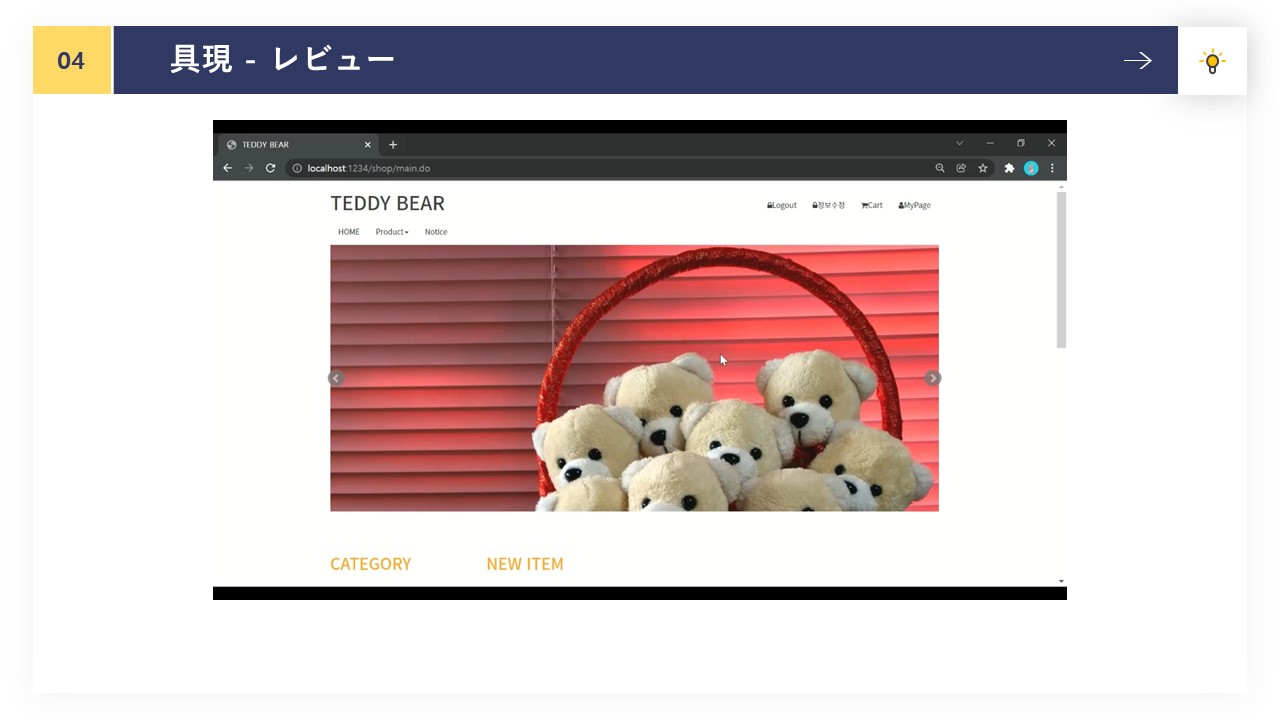 04
具現 - レビュー
TEDDY BEAR
localhost:1234/shop/main.do
TEDDY BEAR
Logout 정보수정 Cart MyPage
HOME Product Notice
CATEGORY NEW ITEM